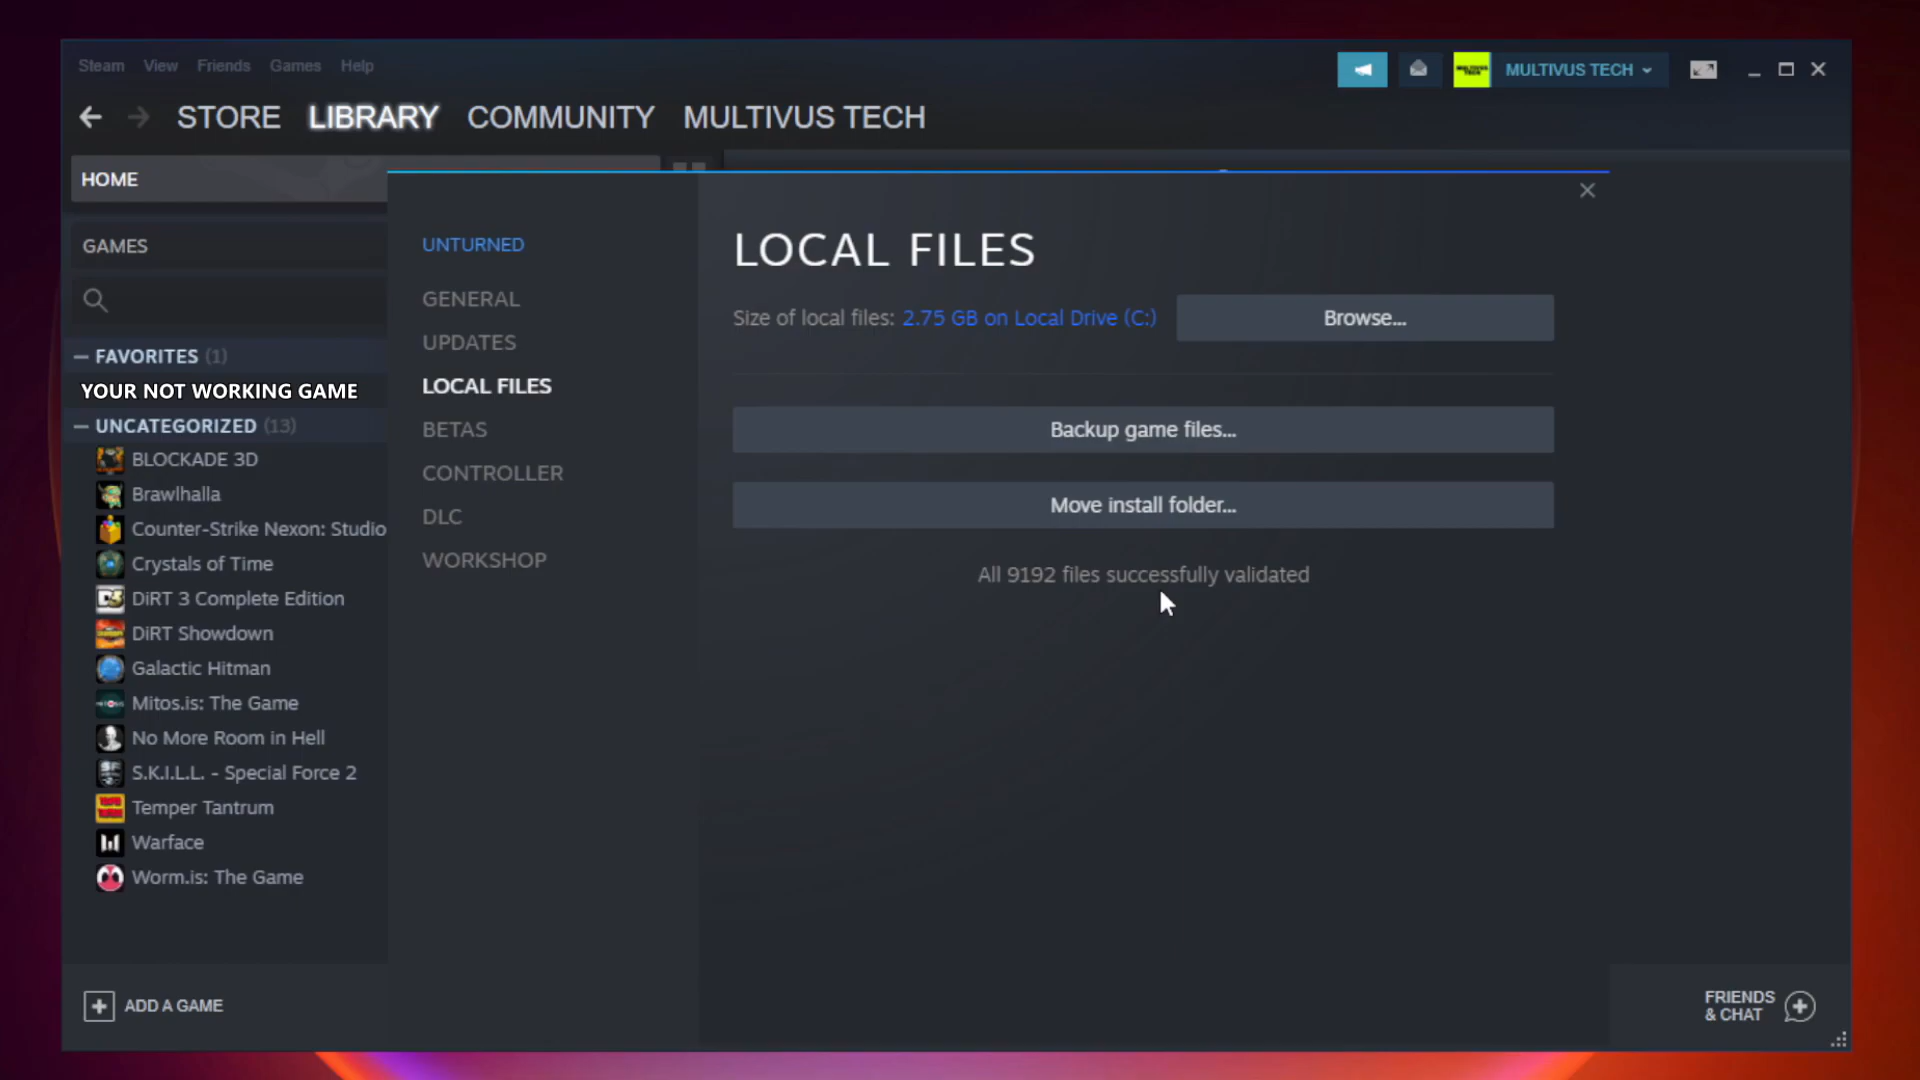 Steam View Friends Games Help
MULTIVUS TECH
STORE LIBRARY COMMUNITY MULTIVUS TECH
HOME
GAMES
FAVORITES (1)
YOUR NOT WORKING GAME
UNCATEGORIZED (13)
BLOCKADE 3D
Brawlhalla
Counter-Strike Nexon: Studio
Crystals of Time
DiRT 3 Complete Edition
DiRT Showdown
Galactic Hitman
Mitos.is: The Game
No More Room in Hell
S.K.I.L.L. - Special Force 2
Temper Tantrum
Warface
Worm.is: The Game
ADD A GAME
UNTURNED
GENERAL
UPDATES
LOCAL FILES
BETAS
CONTROLLER
DLC
WORKSHOP
LOCAL FILES
Size of local files: 2.75 GB on Local Drive (C:) Browse...
Backup game files...
Move install folder...
All 9192 files successfully validated
FRIENDS
& CHAT